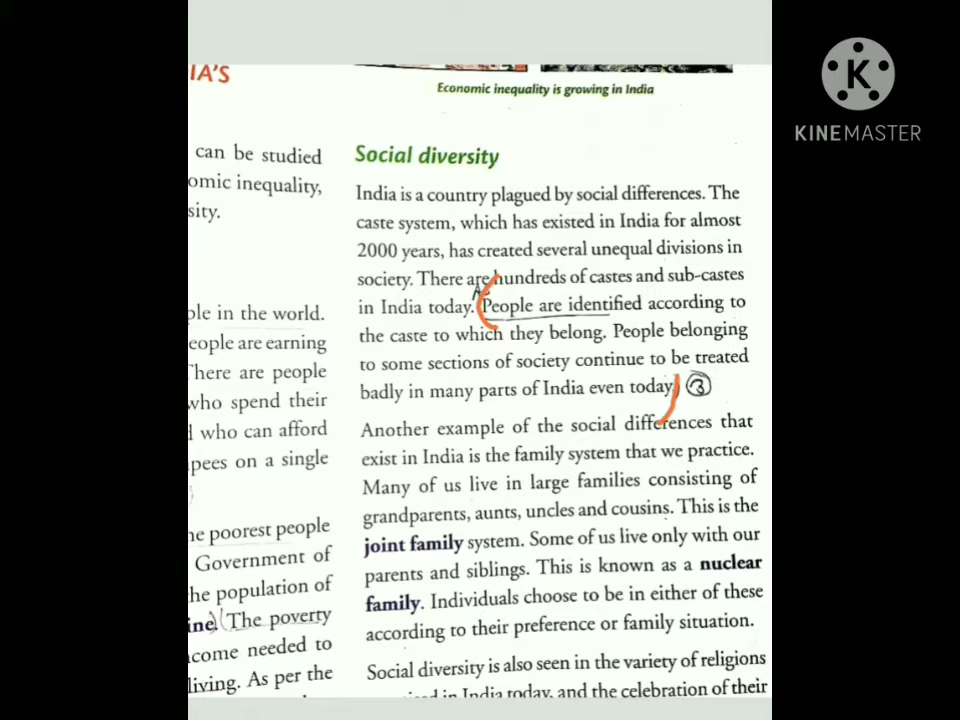 IA'S
can be studied
omic inequality,
sity.
ple in the world.
eople are earning
here are people
who spend their
who can afford
pees on a single
he poorest people
Government of
he population of
ine. The poverty
come needed to
living. As per the
Economic inequality is growing in India
Social diversity
India is a country plagued by social differences. The
caste system, which has existed in India for almost
2000 years, has created several unequal divisions in
society. There are hundreds of castes and sub-castes
in India today. People are identified according to
the caste to which they belong. People belonging
to some sections of society continue to be treated
badly in many parts of India even today. 3
Another example of the social differences that
exist in India is the family system that we practice.
Many of us live in large families consisting of
grandparents, aunts, uncles and cousins. This is the
joint family system. Some of us live only with our
parents and siblings. This is known as a nuclear
family. Individuals choose to be in either of these
according to their preference or family situation.
Social diversity is also seen in the variety of religions
in India today, and the celebration of their
K
KINEMASTER